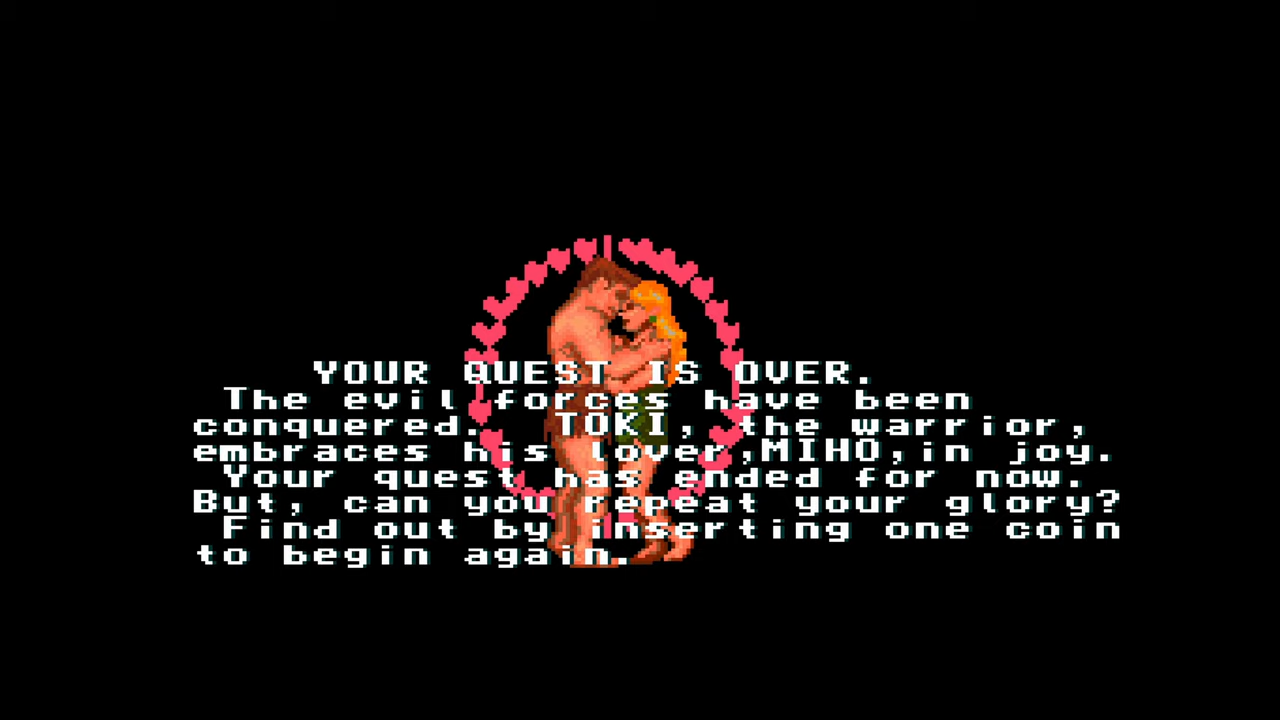 YOUR QUEST IS OVER.
The evil forces have been
conquered. TOKI, the warrior,
embraces his lover,MIHO,in joy.
Your quest has ended for now.
But, can you repeat your glory?
Find out by inserting one coin
to begin again.